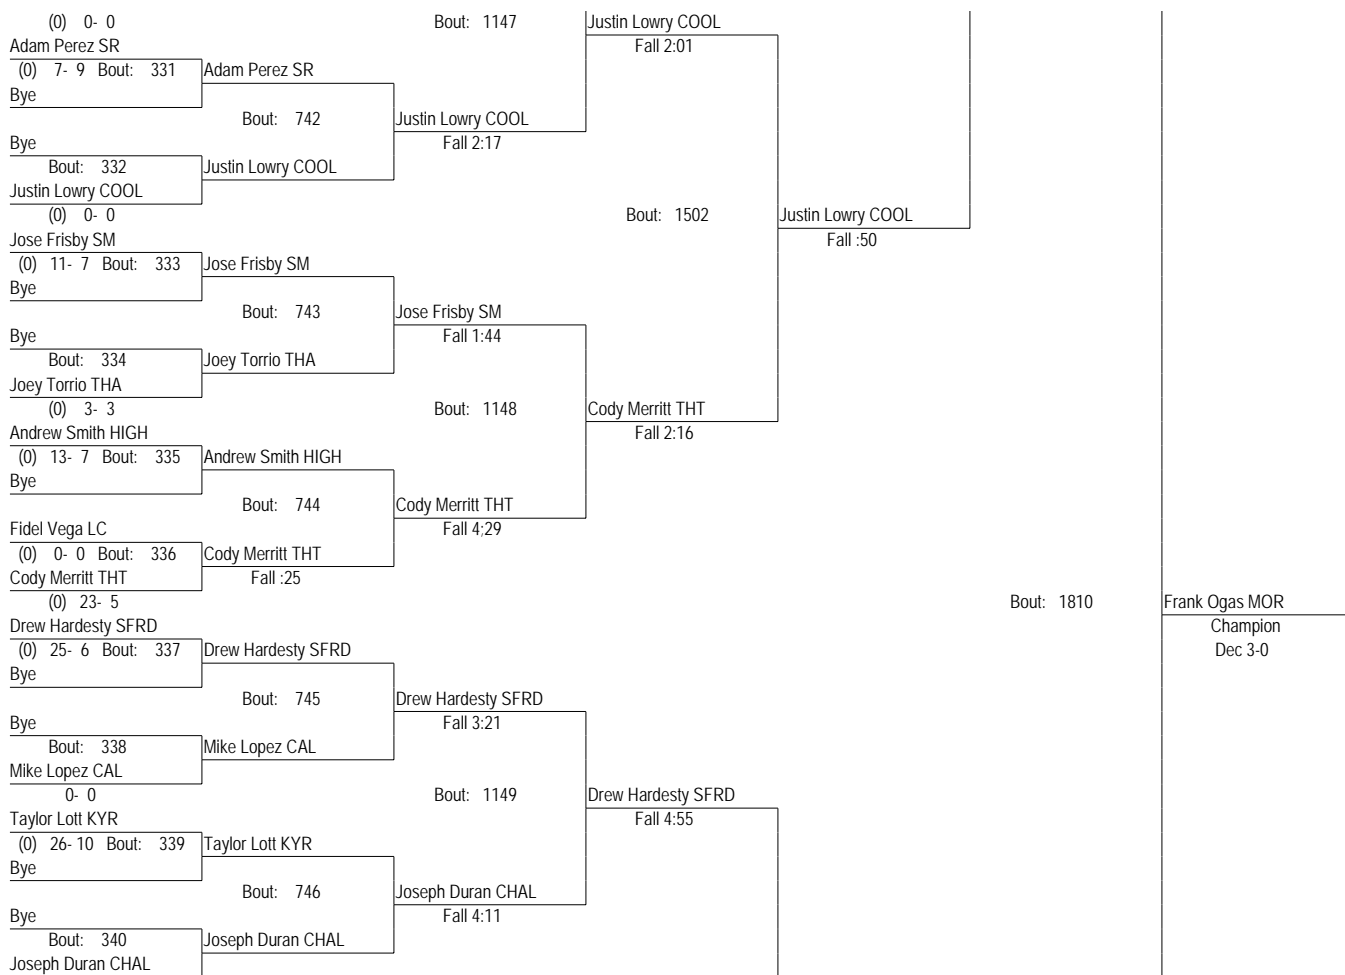 (0) 0- 0 Bout: 1147 Justin Lowry COOL
Adam Perez SR Fall 2:01
(0) 7- 9 Bout: 331 Adam Perez SR
Bye
Bout: 742 Justin Lowry COOL
Bye Fall 2:17
Bout: 332 Justin Lowry COOL
Justin Lowry COOL
(0) 0- 0 Bout: 1502 Justin Lowry COOL
Jose Frisby SM Fall :50
(0) 11- 7 Bout: 333 Jose Frisby SM
Bye
Bout: 743 Jose Frisby SM
Bye Fall 1:44
Bout: 334 Joey Torrio THA
Joey Torrio THA
(0) 3- 3 Bout: 1148 Cody Merritt THT
Andrew Smith HIGH Fall 2:16
(0) 13- 7 Bout: 335 Andrew Smith HIGH
Bye
Bout: 744 Cody Merritt THT
Fidel Vega LC Fall 4;29
(0) 0- 0 Bout: 336 Cody Merritt THT
Cody Merritt THT Fall :25
(0) 23- 5 Bout: 1810 Frank Ogas MOR
Drew Hardesty SFRD Champion
(0) 25- 6 Bout: 337 Drew Hardesty SFRD Dec 3-0
Bye
Bout: 745 Drew Hardesty SFRD
Bye Fall 3:21
Bout: 338 Mike Lopez CAL
Mike Lopez CAL
0- 0 Bout: 1149 Drew Hardesty SFRD
Taylor Lott KYR Fall 4:55
(0) 26- 10 Bout: 339 Taylor Lott KYR
Bye
Bout: 746 Joseph Duran CHAL
Bye Fall 4:11
Bout: 340 Joseph Duran CHAL
Joseph Duran CHAL